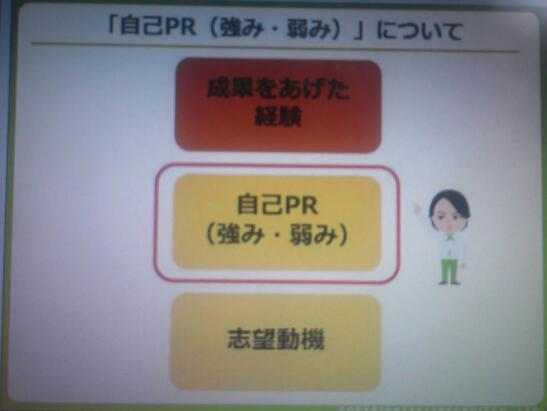 「自己PR（強み・弱み）」について
成果をあげた
経験
自己PR
（強み・弱み）
志望動機